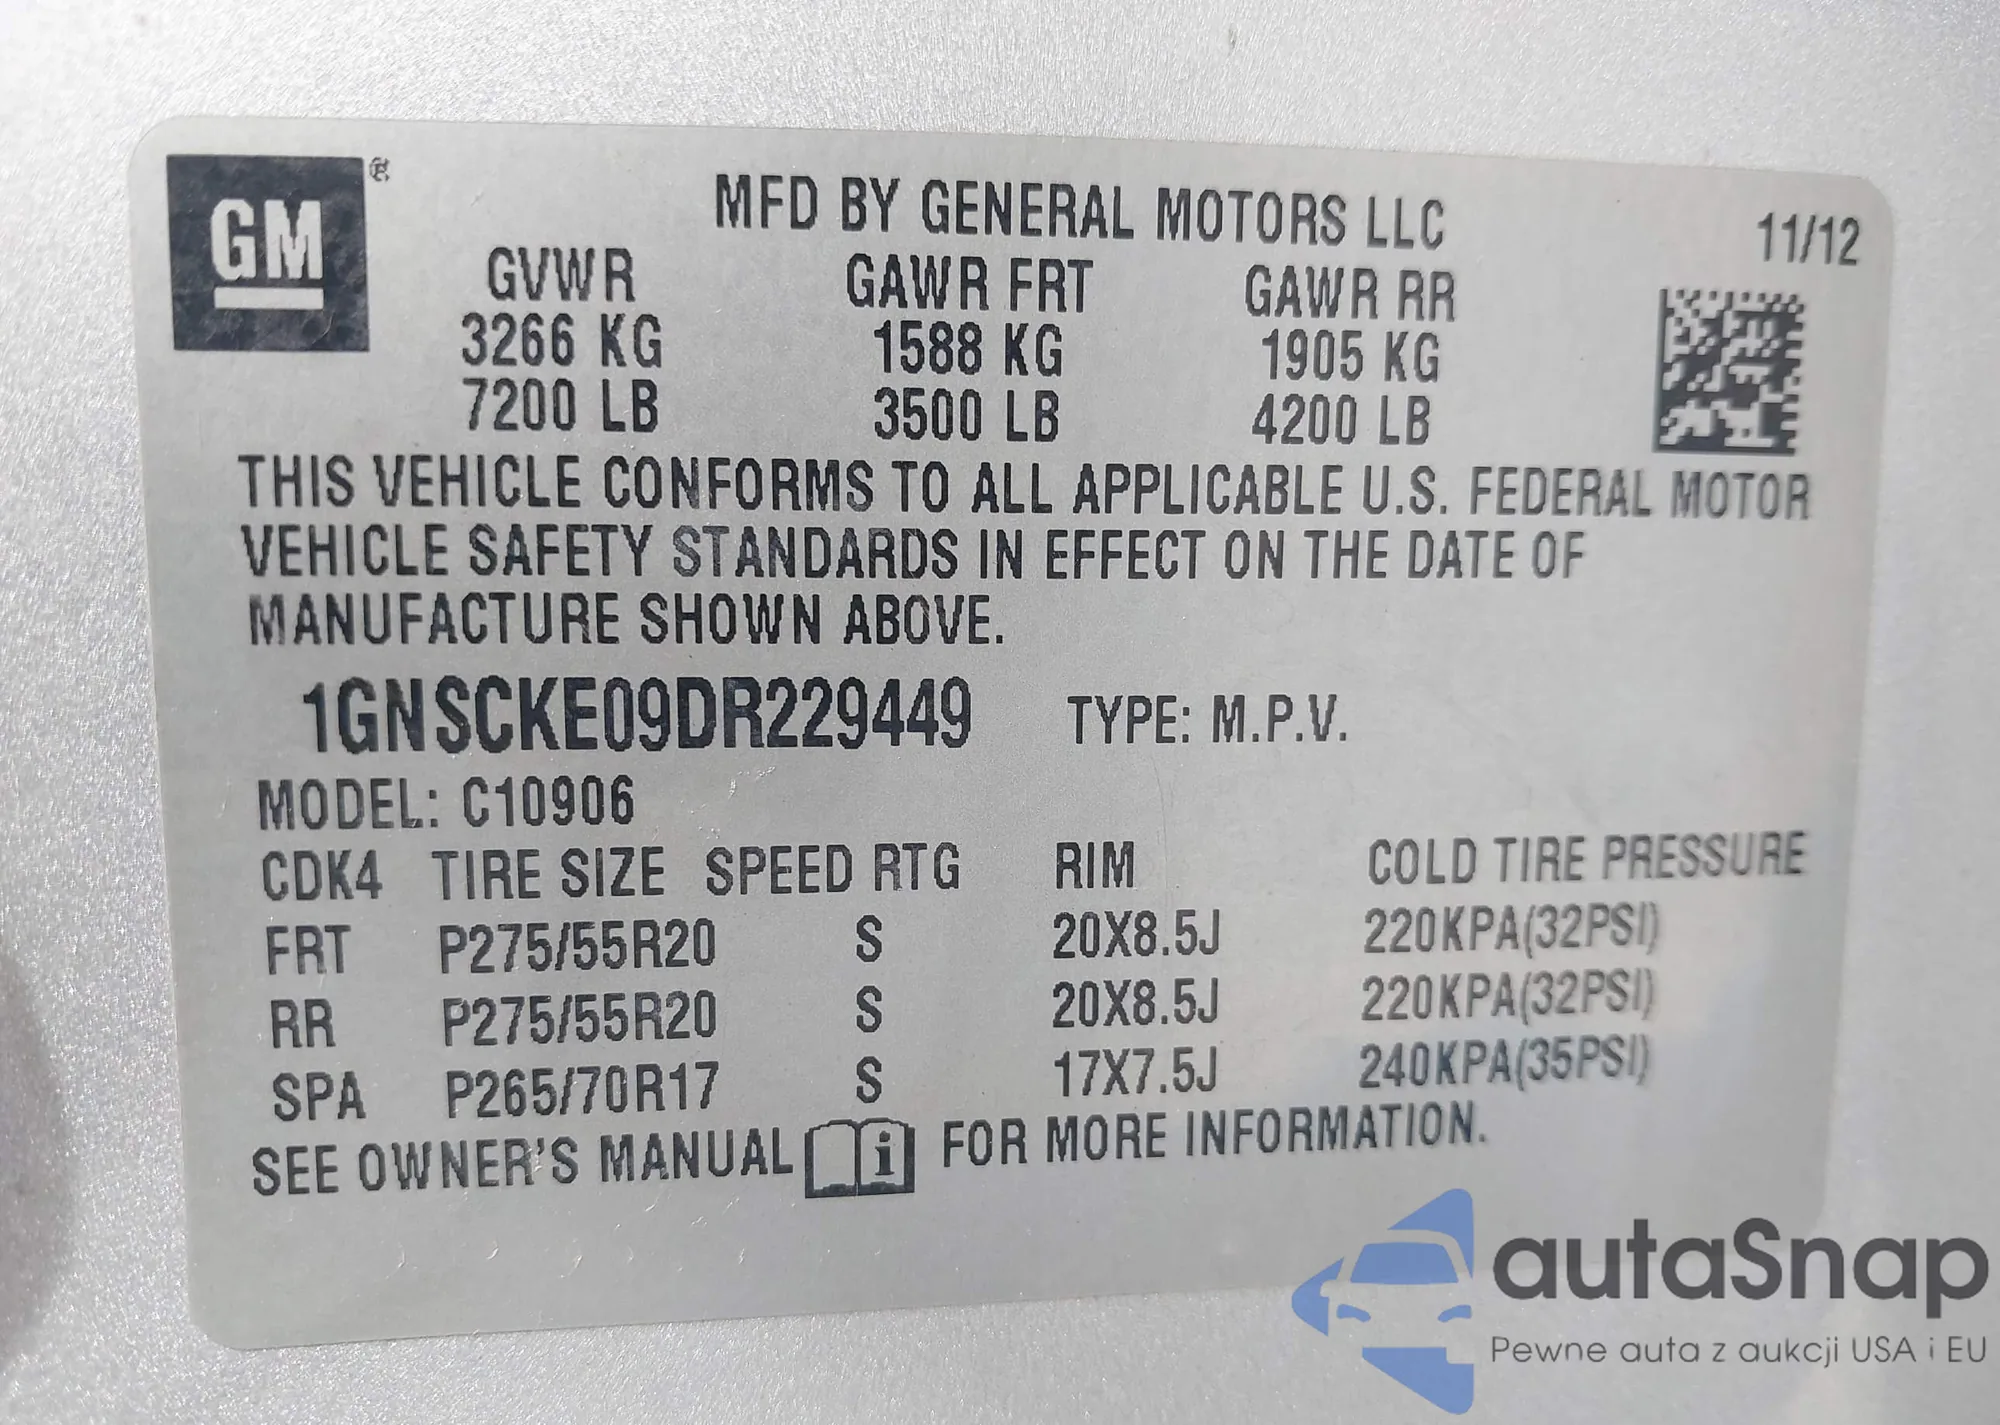 GM ®
MFD BY GENERAL MOTORS LLC 11/12
GVWR GAWR FRT GAWR RR
3266 KG 1588 KG 1905 KG
7200 LB 3500 LB 4200 LB
THIS VEHICLE CONFORMS TO ALL APPLICABLE U.S. FEDERAL MOTOR
VEHICLE SAFETY STANDARDS IN EFFECT ON THE DATE OF
MANUFACTURE SHOWN ABOVE.
1GNSCKE09DR229449 TYPE: M.P.V.
MODEL: C10906
CDK4 TIRE SIZE SPEED RTG RIM COLD TIRE PRESSURE
FRT P275/55R20 S 20X8.5J 220KPA(32PSI)
RR P275/55R20 S 20X8.5J 220KPA(32PSI)
SPA P265/70R17 S 17X7.5J 240KPA(35PSI)
SEE OWNER'S MANUAL i FOR MORE INFORMATION.
autaSnap
Pewne auta z aukcji USA i EU